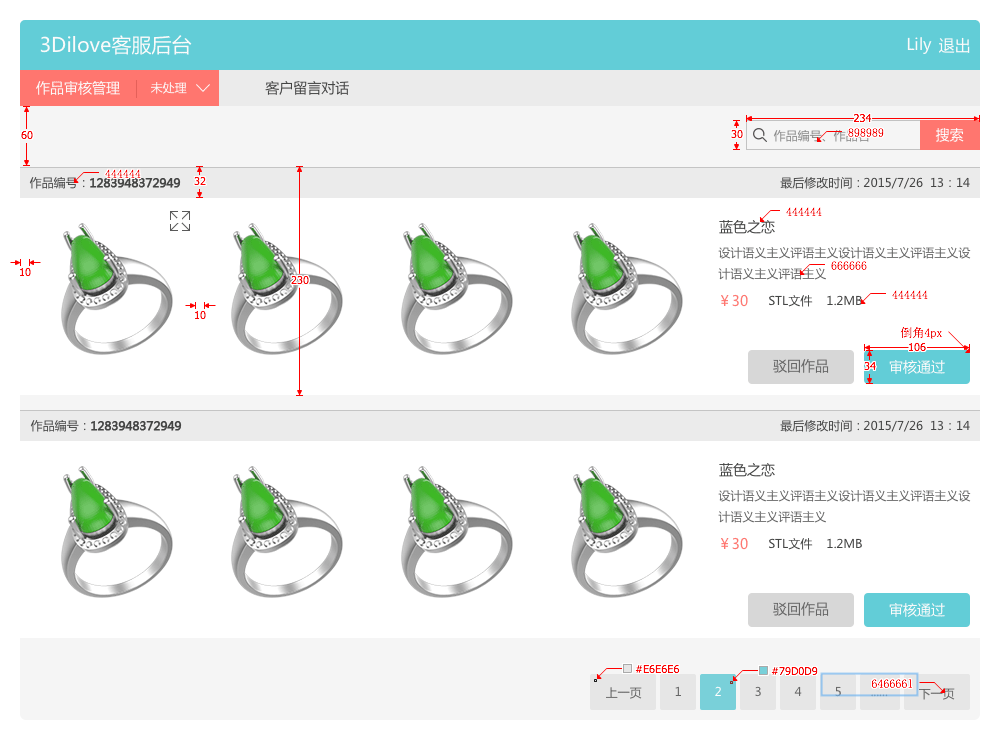 3Dilove客服后台
Lily 退出
作品审核管理 未处理 客户留言对话
60
234
30
作品编号、作品名
898989
搜索
作品编号：1283948372949
444444
32
最后修改时间：2015/7/26 13：14
蓝色之恋
444444
设计语义主义评语主义设计语义主义评语主义设
计语义主义评语主义
666666
10
230
10
¥30 STL文件 1.2MB
444444
倒角4px
106
34
驳回作品 审核通过
作品编号：1283948372949
最后修改时间：2015/7/26 13：14
蓝色之恋
设计语义主义评语主义设计语义主义评语主义设
计语义主义评语主义
¥30 STL文件 1.2MB
驳回作品 审核通过
#E6E6E6
#79D0D9
6466661
上一页 1 2 3 4 5 ...... 下一页